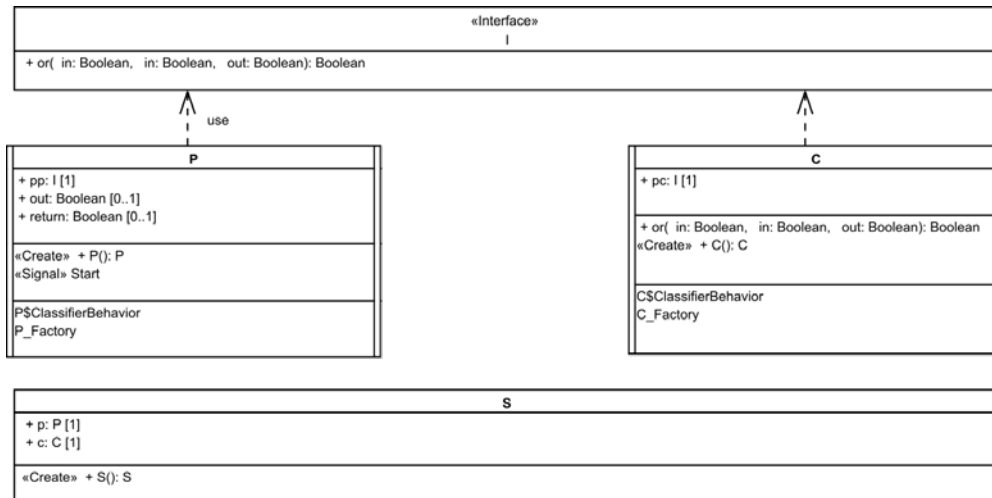 «Interface»
I
+ or( in: Boolean, in: Boolean, out: Boolean): Boolean
use
P
+ pp: I [1]
+ out: Boolean [0..1]
+ return: Boolean [0..1]
«Create» + P(): P
«Signal» Start
P$ClassifierBehavior
P_Factory
C
+ pc: I [1]
+ or( in: Boolean, in: Boolean, out: Boolean): Boolean
«Create» + C(): C
C$ClassifierBehavior
C_Factory
S
+ p: P [1]
+ c: C [1]
«Create» + S(): S